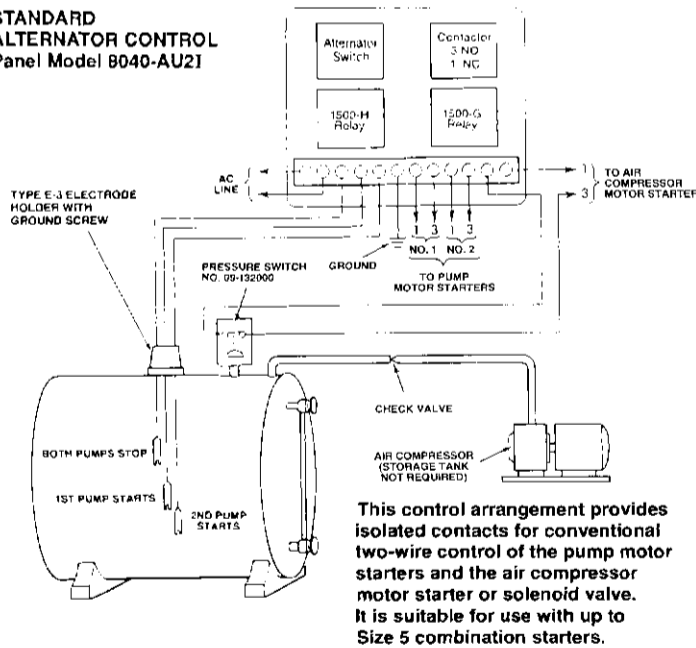 STANDARD
ALTERNATOR CONTROL
Panel Model 8040-AU2I
Alternator
Switch
Contactor
3 NO
1 NC
1500-H
Relay
1500-G
Relay
AC
LINE
1
3
TO AIR
COMPRESSOR
MOTOR STARTER
TYPE E-3 ELECTRODE
HOLDER WITH
GROUND SCREW
1 3 1 3
NO. 1 NO. 2
GROUND
TO PUMP
MOTOR STARTERS
PRESSURE SWITCH
NO. 09-132000
CHECK VALVE
BOTH PUMPS STOP
1ST PUMP STARTS
2ND PUMP
STARTS
AIR COMPRESSOR
(STORAGE TANK
NOT REQUIRED)
This control arrangement provides
isolated contacts for conventional
two-wire control of the pump motor
starters and the air compressor
motor starter or solenoid valve.
It is suitable for use with up to
Size 5 combination starters.